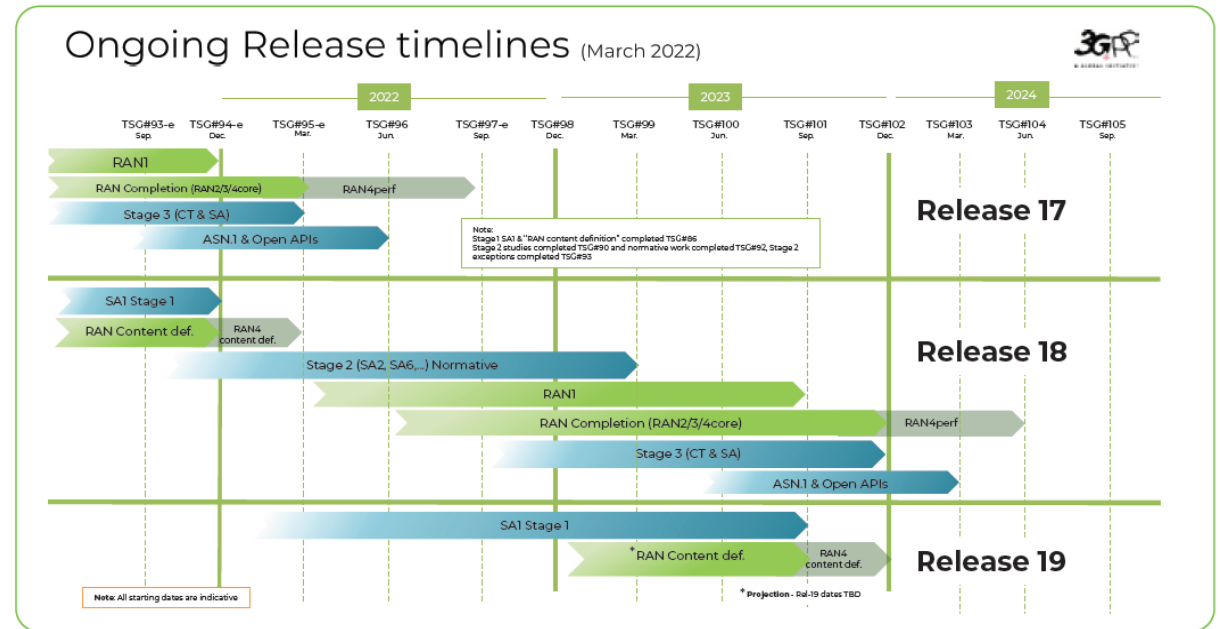 Ongoing Release timelines (March 2022)
3GPP
A GLOBAL INITIATIVE
2022
2023
2024
TSG#93-e
Sep.
TSG#94-e
Dec.
TSG#95-e
Mar.
TSG#96
Jun.
TSG#97-e
Sep.
TSG#98
Dec.
TSG#99
Mar.
TSG#100
Jun.
TSG#101
Sep.
TSG#102
Dec.
TSG#103
Mar.
TSG#104
Jun.
TSG#105
Sep.
RAN1
RAN Completion (RAN2/3/4core)
RAN4perf
Stage 3 (CT & SA)
ASN.1 & Open APIs
Note:
Stage 1 SA1 & "RAN content definition" completed TSG#86
Stage 2 studies completed TSG#90 and normative work completed TSG#92, Stage 2
exceptions completed TSG#93
Release 17
SA1 Stage 1
RAN Content def.
RAN4
content def.
Stage 2 (SA2, SA6,...) Normative
RAN1
RAN Completion (RAN2/3/4core)
RAN4perf
Stage 3 (CT & SA)
ASN.1 & Open APIs
Release 18
SA1 Stage 1
*RAN Content def.
RAN4
content def.
Release 19
Note: All starting dates are indicative
* Projection - Rel-19 dates TBD